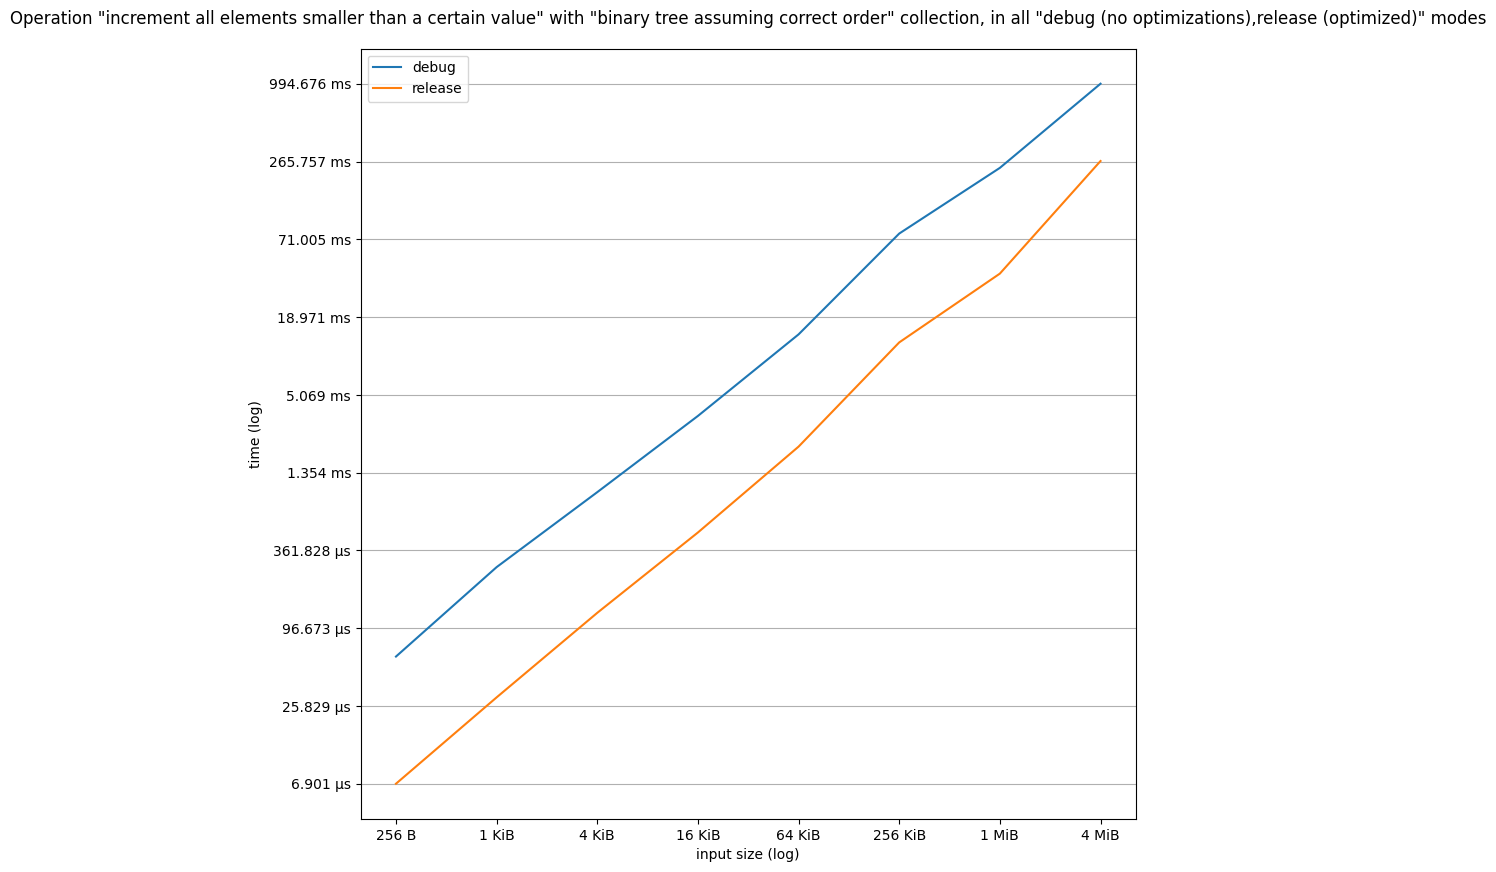 Operation "increment all elements smaller than a certain value" with "binary tree assuming correct order" collection, in all "debug (no optimizations),release (optimized)" modes
debug
release
994.676 ms
265.757 ms
71.005 ms
18.971 ms
5.069 ms
1.354 ms
361.828 μs
96.673 μs
25.829 μs
6.901 μs
time (log)
256 B
1 KiB
4 KiB
16 KiB
64 KiB
256 KiB
1 MiB
4 MiB
input size (log)